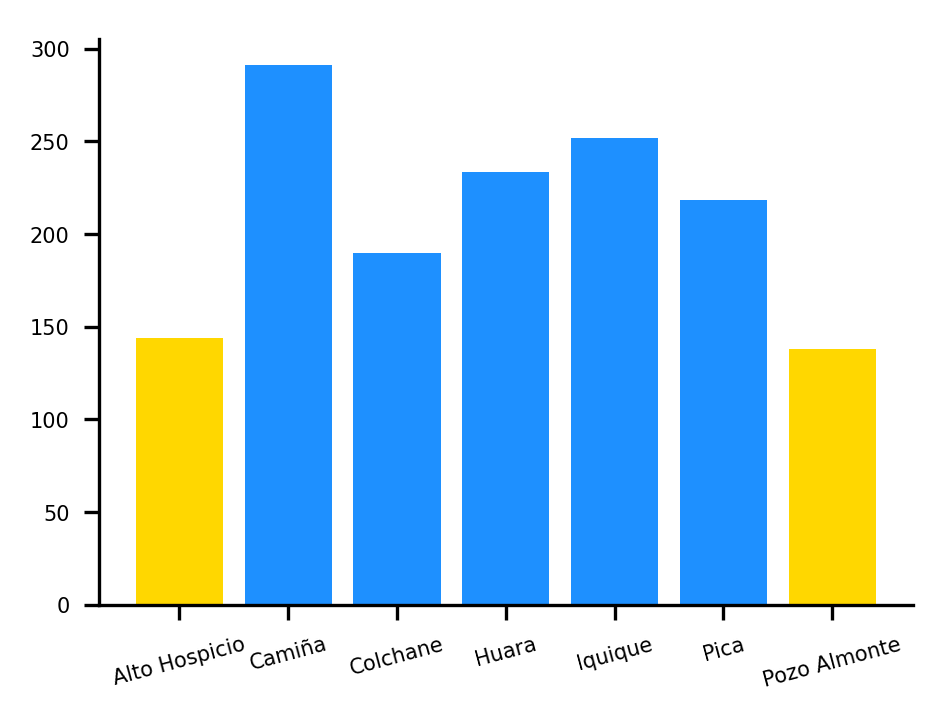 300
250
200
150
100
50
0
Alto Hospicio
Camiña
Colchane
Huara
Iquique
Pica
Pozo Almonte